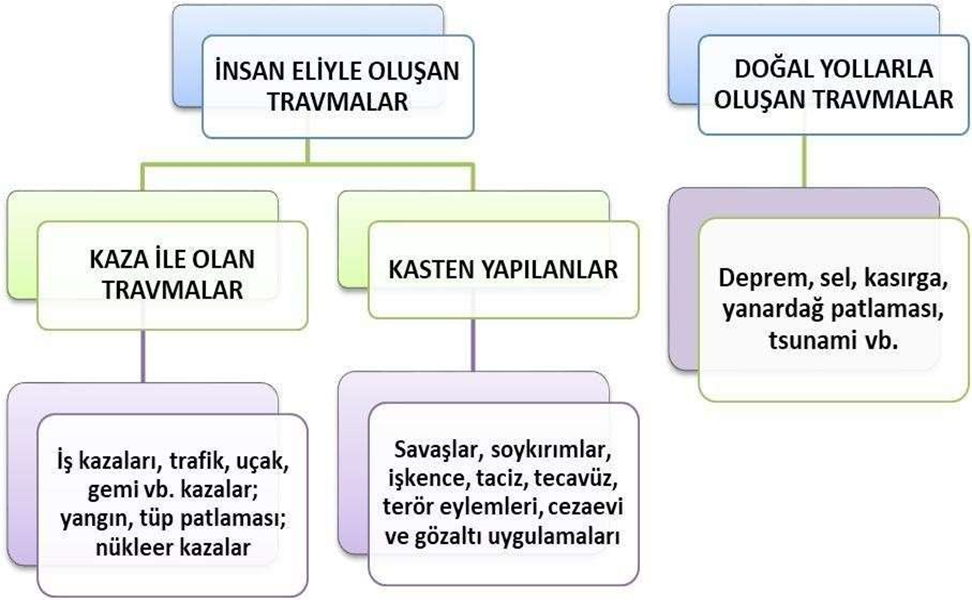 İNSAN ELİYLE OLUŞAN
TRAVMALAR
KAZA İLE OLAN
TRAVMALAR
İş kazaları, trafik, uçak,
gemi vb. kazalar;
yangın, tüp patlaması;
nükleer kazalar
KASTEN YAPILANLAR
Savaşlar, soykırımlar,
işkence, taciz, tecavüz,
terör eylemleri, cezaevi
ve gözaltı uygulamaları
DOĞAL YOLLARLA
OLUŞAN TRAVMALAR
Deprem, sel, kasırga,
yanardağ patlaması,
tsunami vb.